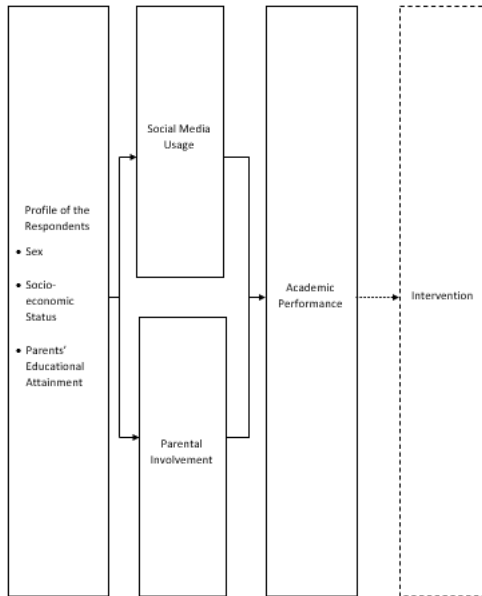 Profile of the
Respondents
• Sex
• Socio-
economic
Status
• Parents'
Educational
Attainment
Social Media
Usage
Parental
Involvement
Academic
Performance
Intervention